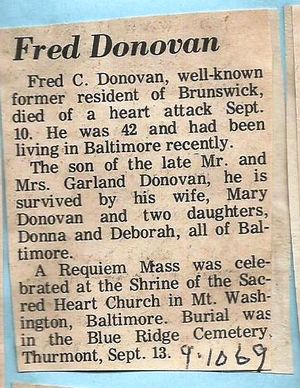 Fred Donovan
Fred C. Donovan, well-known
former resident of Brunswick,
died of a heart attack Sept.
10. He was 42 and had been
living in Baltimore recently.
The son of the late Mr. and
Mrs. Garland Donovan, he is
survived by his wife, Mary
Donovan and two daughters,
Donna and Deborah, all of Bal-
timore.
A Requiem Mass was cele-
brated at the Shrine of the Sac-
red Heart Church in Mt. Wash-
ington, Baltimore. Burial was
in the Blue Ridge Cemetery,
Thurmont, Sept. 13. 9-10 69